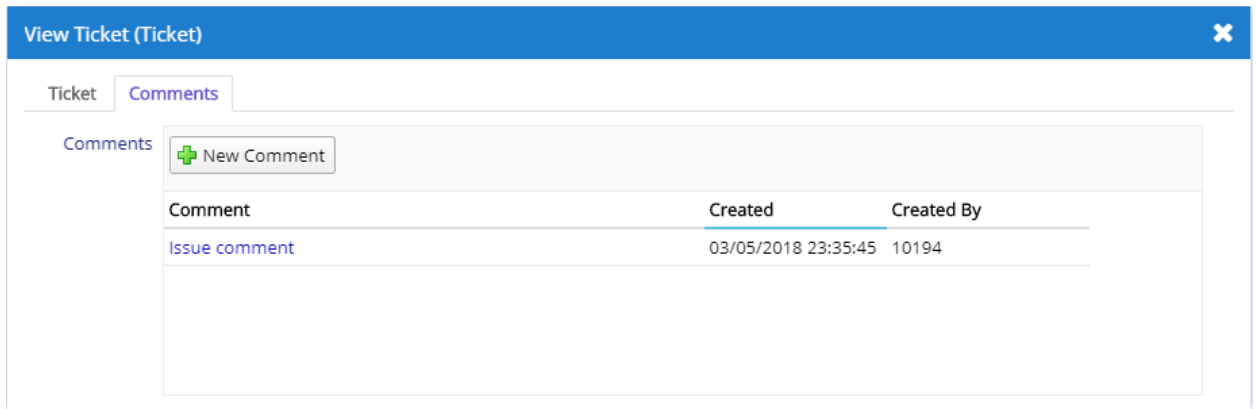 View Ticket (Ticket)
Ticket Comments
Comments
New Comment
Comment Created Created By
Issue comment 03/05/2018 23:35:45 10194